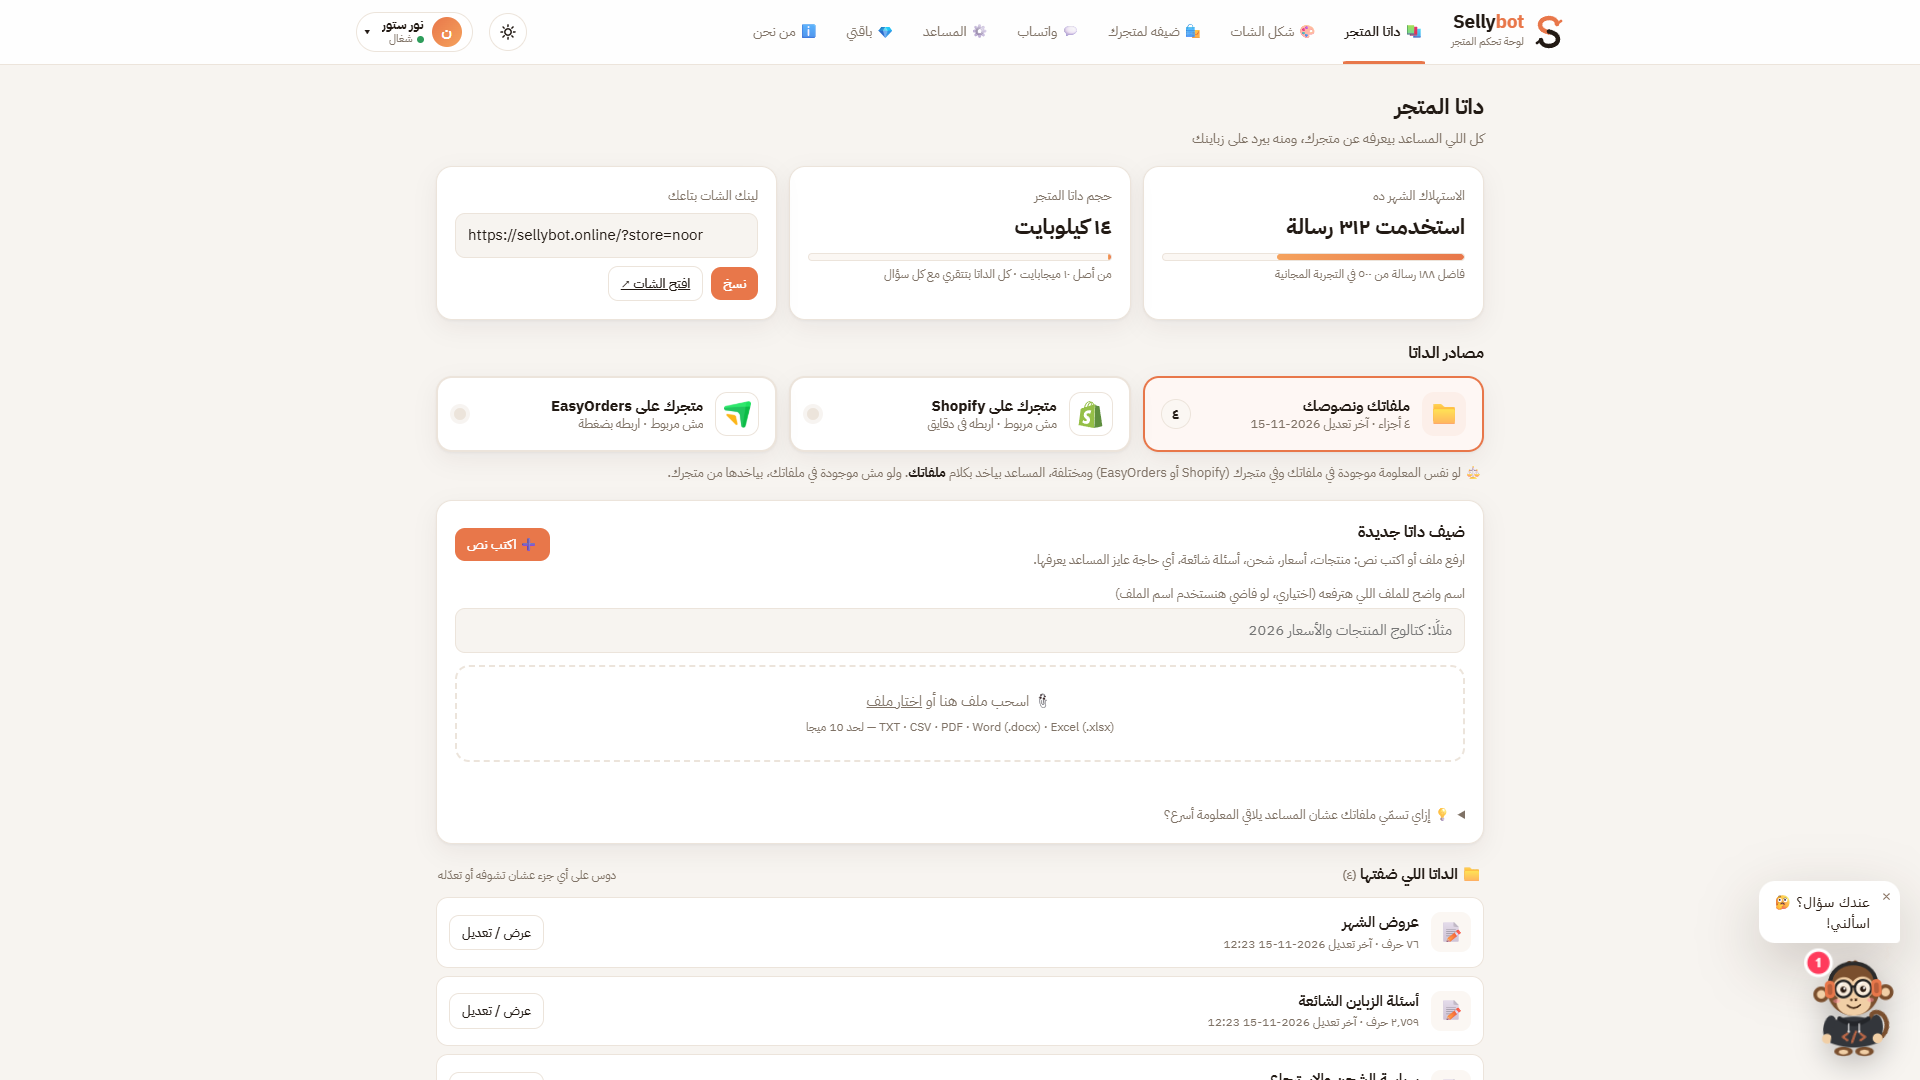 Sellybot
لوحة تحكم المتجر
داتا المتجر
شكل الشات
ضيفه لمتجرك
واتساب
المساعد
باقتي
من نحن
نور ستور
شغال
ن
داتا المتجر
كل اللي المساعد بيعرفه عن متجرك، ومنه بيرد على زباينك
الاستهلاك الشهر ده
استخدمت ٣١٢ رسالة
فاضل ١٨٨ رسالة من ٥٠٠ في التجربة المجانية
حجم داتا المتجر
١٤ كيلوبايت
من أصل ١٠ ميجابايت · كل الداتا بتتقري مع كل سؤال
لينك الشات بتاعك
https://sellybot.online/?store=noor
نسخ
افتح الشات ↗
مصادر الداتا
ملفاتك ونصوصك
٤ أجزاء · آخر تعديل 2026-11-15
٤
متجرك على Shopify
مش مربوط · اربطه في دقايق
متجرك على EasyOrders
مش مربوط · اربطه بضغطة
⚖️ لو نفس المعلومة موجودة في ملفاتك وفي متجرك (Shopify أو EasyOrders) ومختلفة، المساعد بياخد بكلام ملفاتك. ولو مش موجودة في ملفاتك، بياخدها من متجرك.
ضيف داتا جديدة
ارفع ملف أو اكتب نص: منتجات، أسعار، شحن، أسئلة شائعة، أي حاجة عايز المساعد يعرفها.
➕ اكتب نص
اسم واضح للملف اللي هترفعه (اختياري، لو فاضي هنستخدم اسم الملف)
مثلًا: كتالوج المنتجات والأسعار 2026
اسحب ملف هنا أو اختار ملف
TXT · CSV · PDF · Word (.docx) · Excel (.xlsx) — لحد 10 ميجا
إزاي تسمّي ملفاتك عشان المساعد يلاقي المعلومة أسرع؟
الداتا اللي ضفتها (٤)
دوس على أي جزء عشان تشوفه أو تعدّله
عروض الشهر
٧٦ حرف · آخر تعديل 2026-11-15 12:23
عرض / تعديل
أسئلة الزباين الشائعة
٢٬٧٥٩ حرف · آخر تعديل 2026-11-15 12:23
عرض / تعديل
سياسة الشحن والاسترجاع
×
عندك سؤال؟ 🤔
اسألني!
1